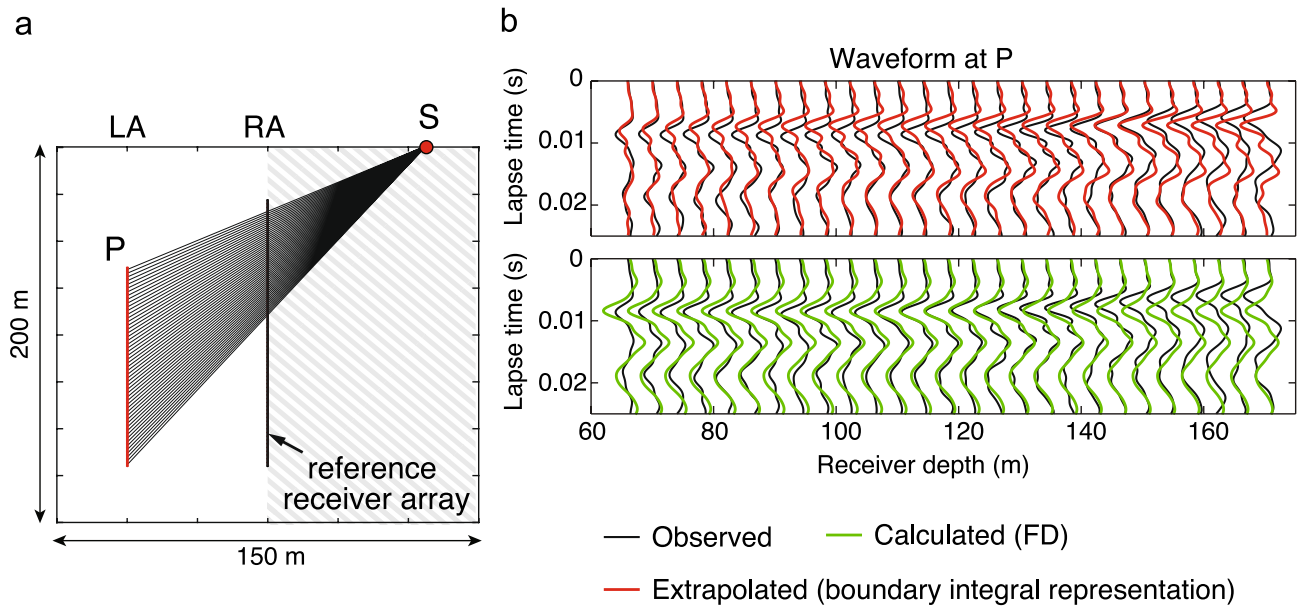 a
LA
RA
S
P
200 m
reference
receiver array
150 m
b
Waveform at P
Lapse time (s)
0
0.01
0.02
Lapse time (s)
0
0.01
0.02
60
80
100
120
140
160
Receiver depth (m)
Observed
Calculated (FD)
Extrapolated (boundary integral representation)